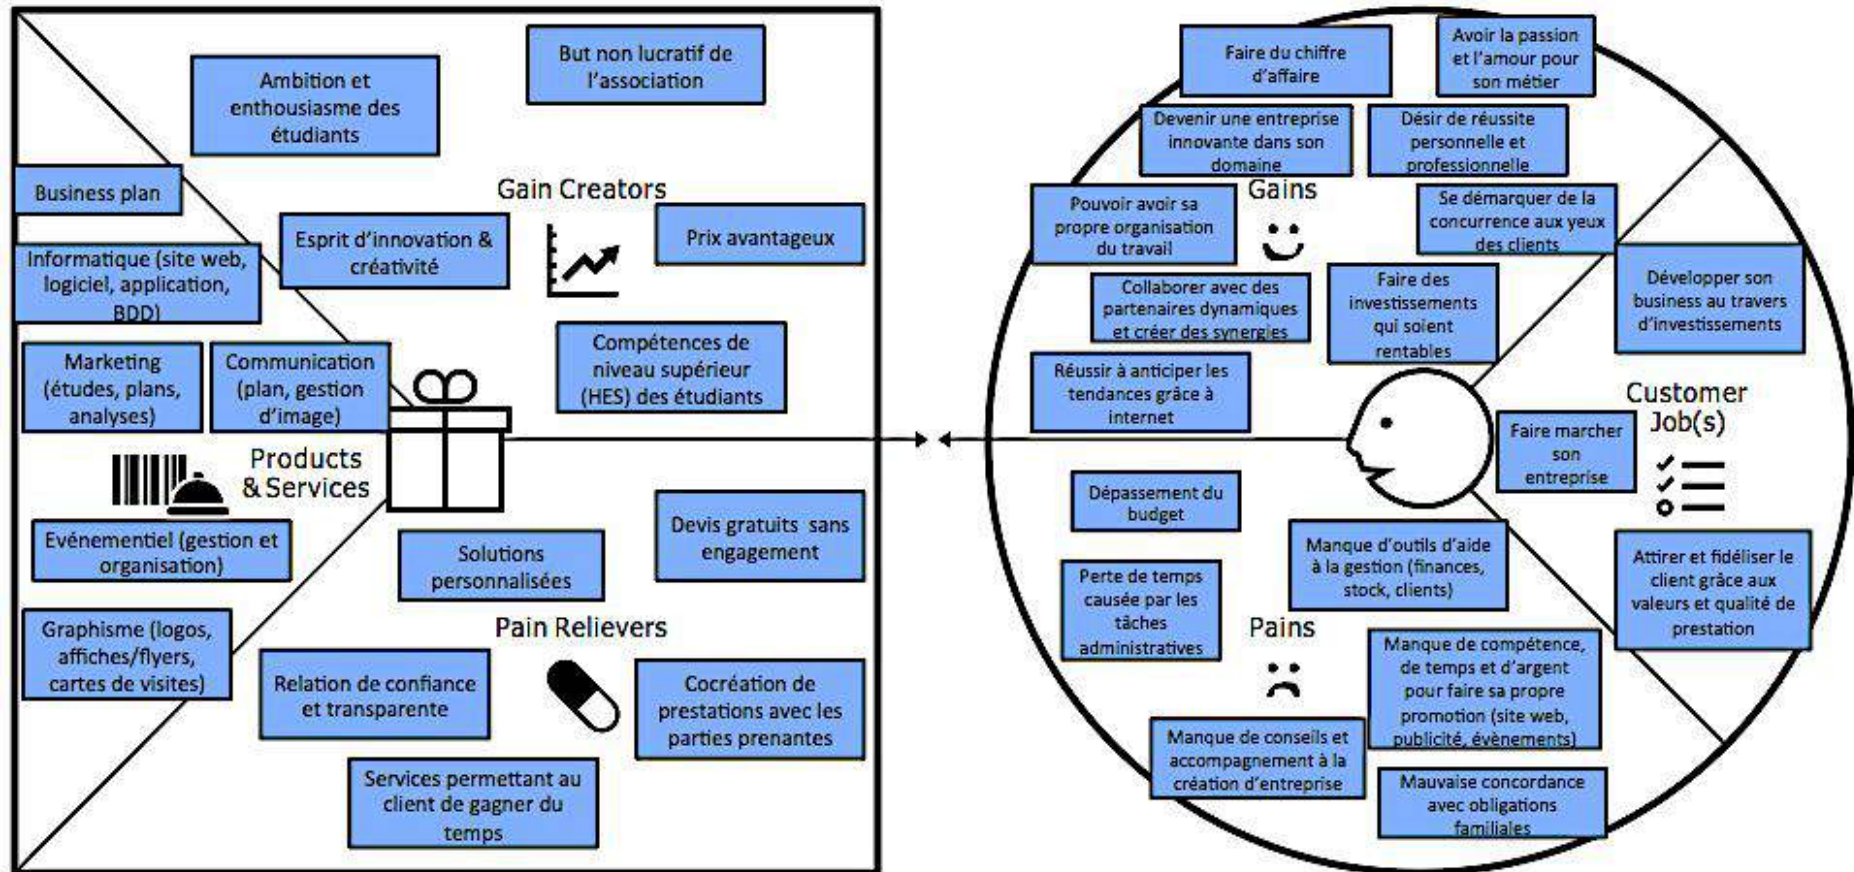 But non lucratif de
l'association
Ambition et
enthousiasme des
étudiants
Business plan
Gain Creators
Esprit d'innovation &
créativité
Prix avantageux
Informatique (site web,
logiciel, application,
BDD)
Compétences de
niveau supérieur
(HES) des étudiants
Marketing
(études, plans,
analyses)
Communication
(plan, gestion
d'image)
Products
& Services
Evénementiel (gestion et
organisation)
Graphisme (logos,
affiches/flyers,
cartes de visites)
Solutions
personnalisées
Devis gratuits sans
engagement
Pain Relievers
Relation de confiance
et transparente
Cocréation de
prestations avec les
parties prenantes
Services permettant au
client de gagner du
temps
Faire du chiffre
d'affaire
Avoir la passion
et l'amour pour
son métier
Devenir une entreprise
innovante dans son
domaine
Désir de réussite
personnelle et
professionnelle
Gains
Pouvoir avoir sa
propre organisation
du travail
Se démarquer de la
concurrence aux yeux
des clients
Collaborer avec des
partenaires dynamiques
et créer des synergies
Faire des
investissements
qui soient
rentables
Réussir à anticiper les
tendances grâce à
internet
Développer son
business au travers
d'investissements
Customer
Job(s)
Faire marcher
son
entreprise
Attirer et fidéliser le
client grâce aux
valeurs et qualité de
prestation
Dépassement du
budget
Manque d'outils d'aide
à la gestion (finances,
stock, clients)
Perte de temps
causée par les
tâches
administratives
Pains
Manque de compétence,
de temps et d'argent
pour faire sa propre
promotion (site web,
publicité, évènements)
Manque de conseils et
accompagnement à la
création d'entreprise
Mauvaise concordance
avec obligations
familiales